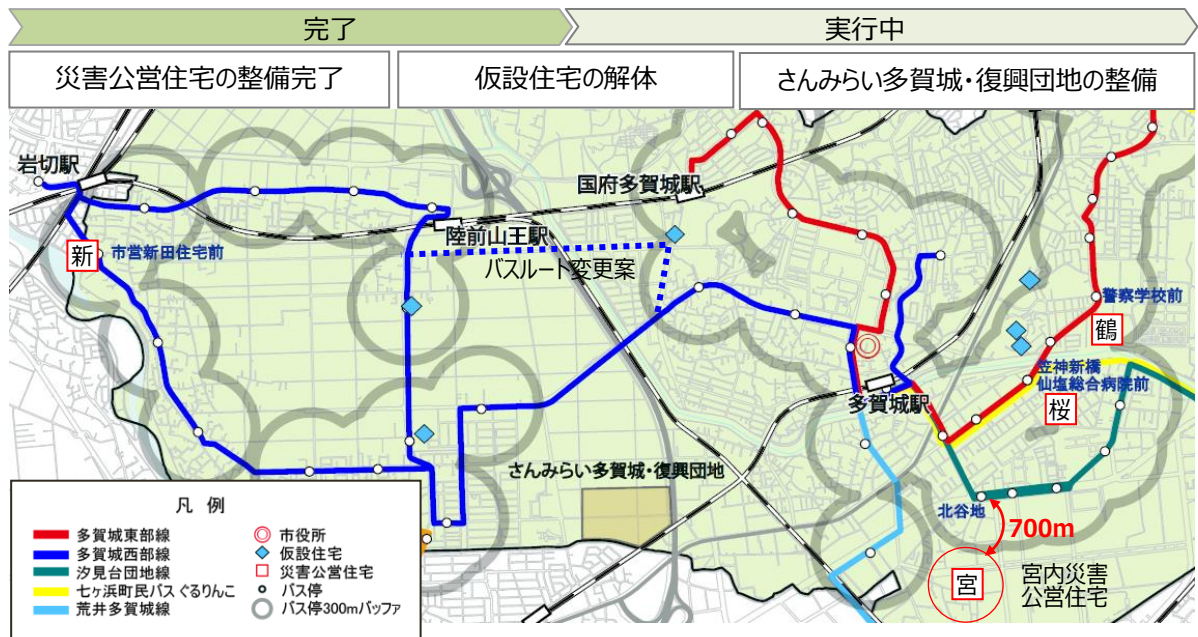 完了
実行中
災害公営住宅の整備完了
仮設住宅の解体
さんみらい多賀城・復興団地の整備
岩切駅
国府多賀城駅
陸前山王駅
新
市営新田住宅前
バスルート変更案
警察学校前
鶴
笠神新橋
仙塩総合病院前
多賀城駅
桜
さんみらい多賀城・復興団地
北谷地
700m
宮
宮内災害
公営住宅
凡 例
多賀城東部線
多賀城西部線
汐見台団地線
七ヶ浜町民バス ぐるりんこ
荒井多賀城線
市役所
仮設住宅
災害公営住宅
バス停
バス停300mバッファ